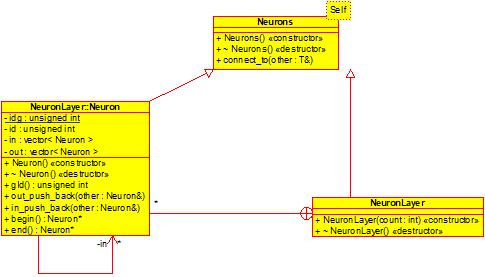 Self
Neurons
+ Neurons() «constructor»
+ ~ Neurons() «destructor»
+ connect_to(other : T&)
NeuronLayer::Neuron
- idg : unsigned int
- id : unsigned int
- in : vector< Neuron >
- out : vector< Neuron >
+ Neuron() «constructor»
+ ~ Neuron() «destructor»
+ gId() : unsigned int
+ out_push_back(other : Neuron&)
+ in_push_back(other : Neuron&)
+ begin() : Neuron*
+ end() : Neuron*
*
NeuronLayer
+ NeuronLayer(count : int) «constructor»
+ ~ NeuronLayer() «destructor»
-in *